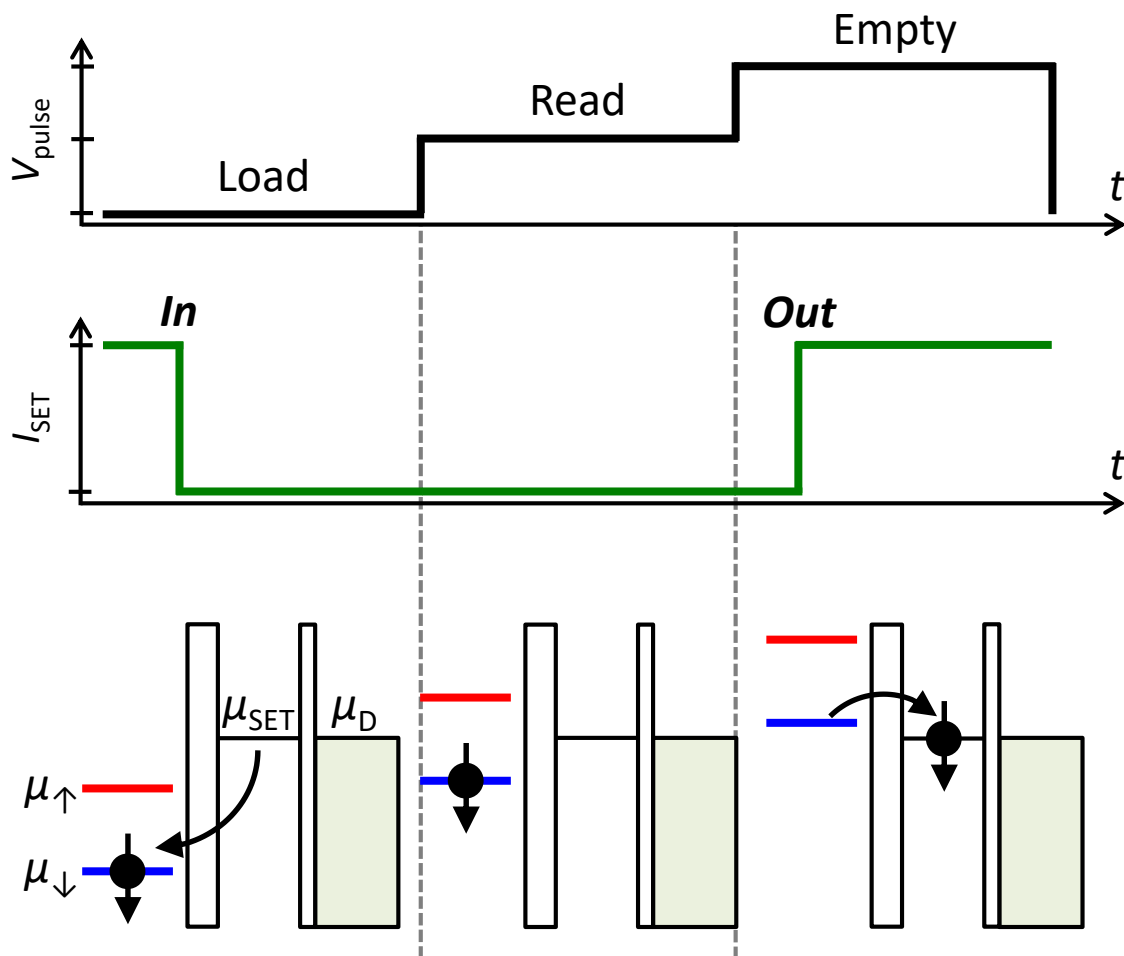 Empty
Read
Load
V_pulse
t
In
Out
I_SET
t
μ_SET
μ_D
μ_↑
μ_↓